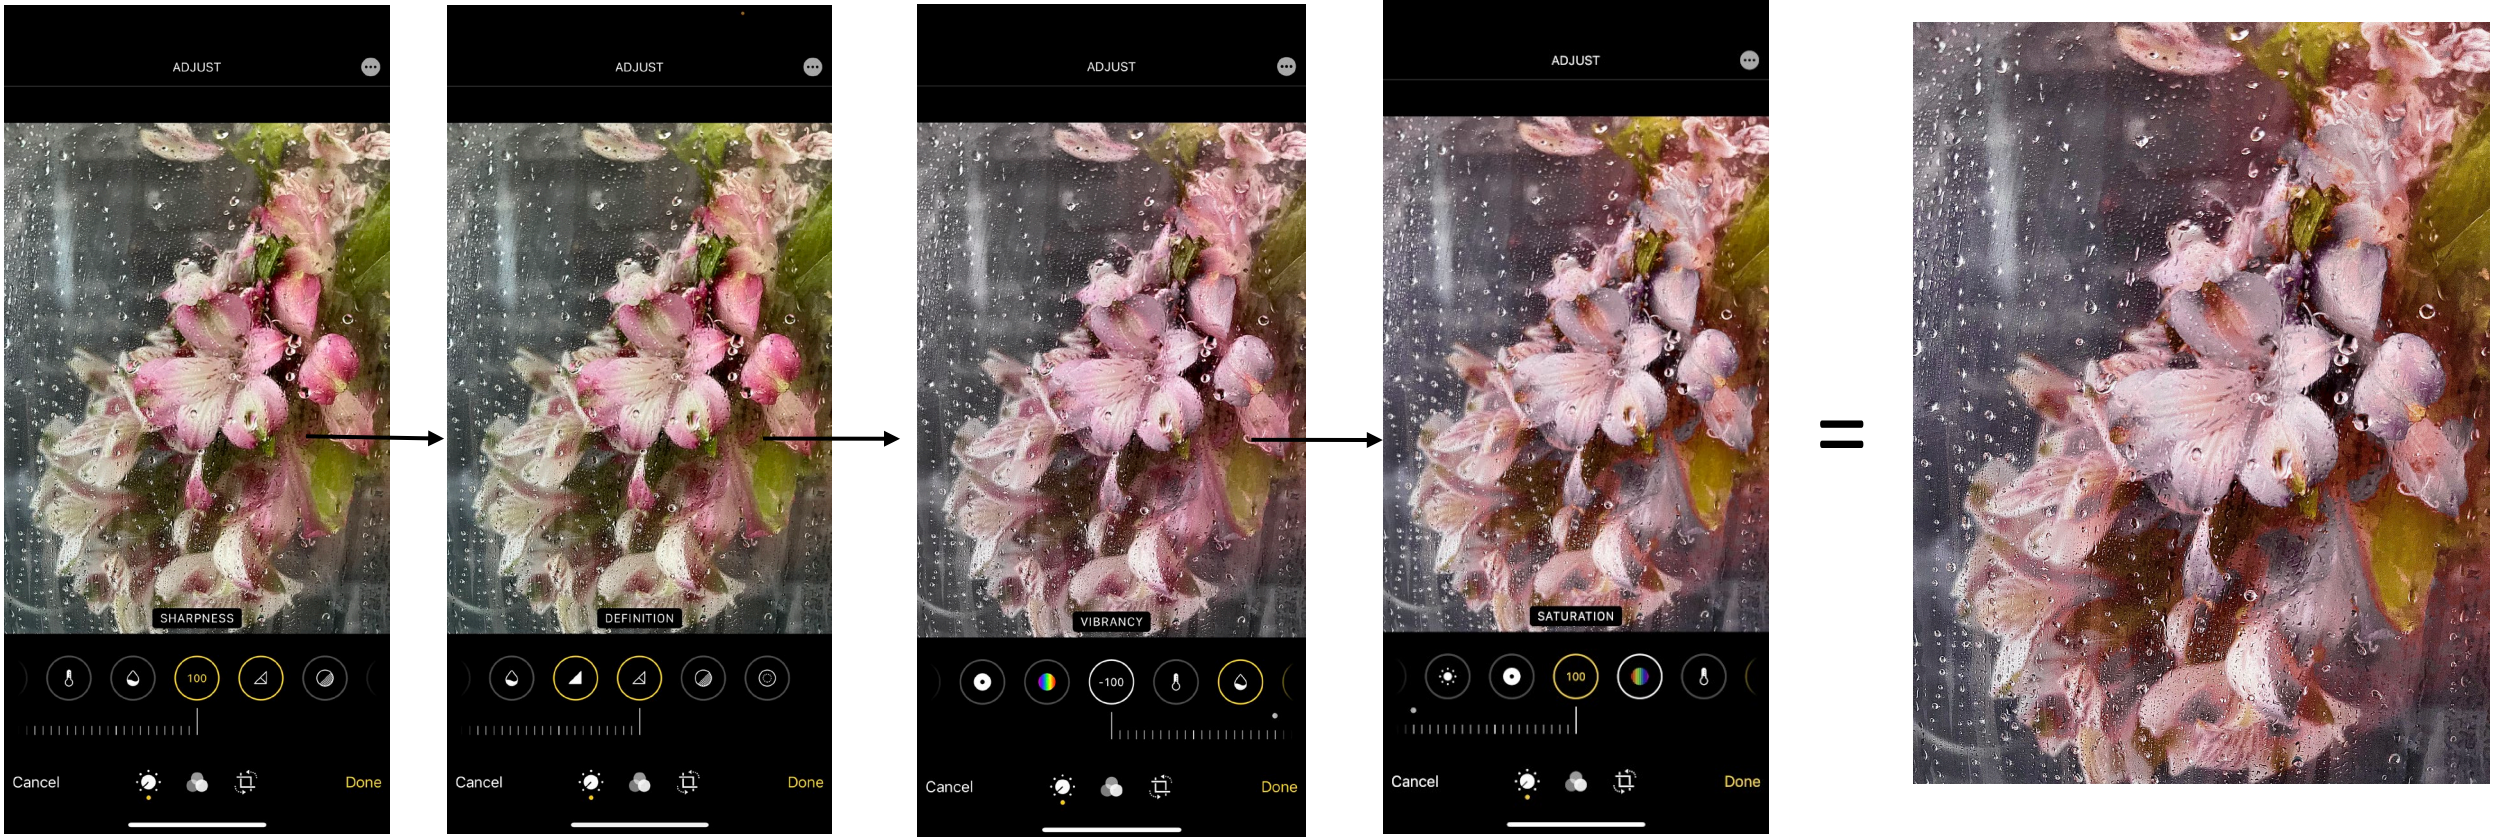 ADJUST
SHARPNESS
100
Cancel
Done
ADJUST
DEFINITION
Cancel
Done
ADJUST
VIBRANCY
-100
Cancel
Done
ADJUST
SATURATION
100
Cancel
Done
=